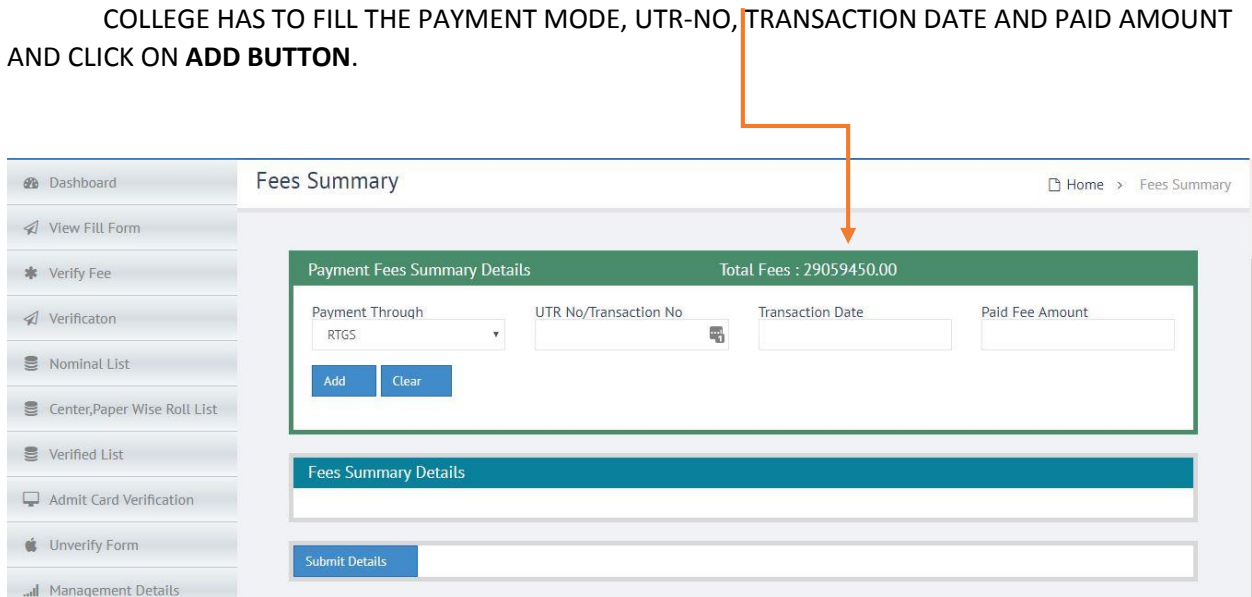 COLLEGE HAS TO FILL THE PAYMENT MODE, UTR-NO, TRANSACTION DATE AND PAID AMOUNT
AND CLICK ON ADD BUTTON.
Dashboard
View Fill Form
Verify Fee
Verificaton
Nominal List
Center,Paper Wise Roll List
Verified List
Admit Card Verification
Unverify Form
Management Details
Fees Summary
Home > Fees Summary
Payment Fees Summary Details Total Fees : 29059450.00
Payment Through UTR No/Transaction No Transaction Date Paid Fee Amount
RTGS
Add Clear
Fees Summary Details
Submit Details